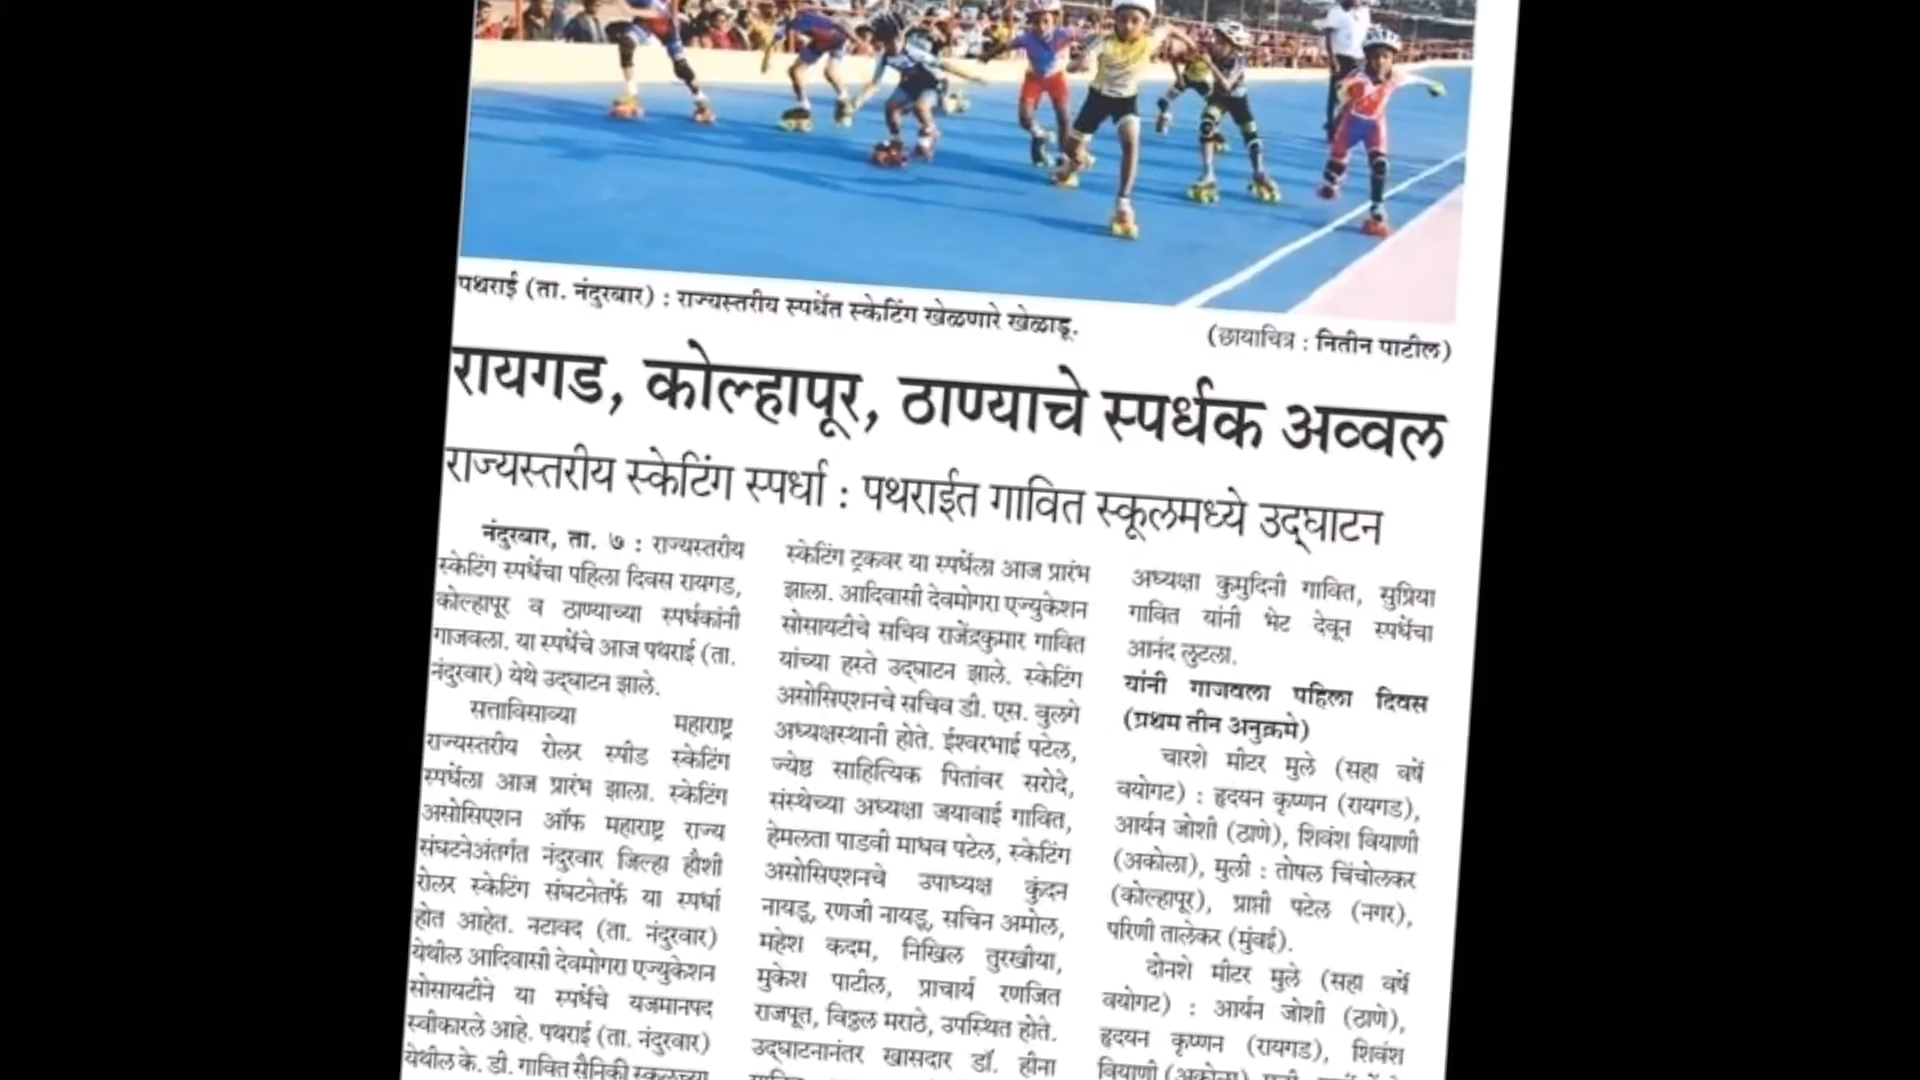 पथराई (ता. नंदुरबार) : राज्यस्तरीय स्पर्धेत स्केटिंग खेळणारे खेळाडू.
(छायाचित्र : नितीन पाटील)
रायगड, कोल्हापूर, ठाण्याचे स्पर्धक अव्वल
राज्यस्तरीय स्केटिंग स्पर्धा : पथराईत गावित स्कूलमध्ये उद्‌घाटन
नंदुरबार, ता. ७ : राज्यस्तरीय
स्केटिंग स्पर्धेचा पहिला दिवस रायगड,
कोल्हापूर व ठाण्याच्या स्पर्धकांनी
गाजवला. या स्पर्धेचे आज पथराई (ता.
नंदुरबार) येथे उद्‌घाटन झाले.
सत्ताविसाव्या महाराष्ट्र
राज्यस्तरीय रोलर स्पीड स्केटिंग
स्पर्धेला आज प्रारंभ झाला. स्केटिंग
असोसिएशन ऑफ महाराष्ट्र राज्य
संघटनेअंतर्गत नंदुरबार जिल्हा हौशी
रोलर स्केटिंग संघटनेतर्फे या स्पर्धा
होत आहेत. नटावद (ता. नंदुरबार)
येथील आदिवासी देवमोगरा एज्युकेशन
सोसायटीने या स्पर्धेचे यजमानपद
स्वीकारले आहे. पथराई (ता. नंदुरबार)
येथील के. डी. गावित सैनिकी स्कूलच्या
स्केटिंग ट्रकवर या स्पर्धेला आज प्रारंभ
झाला. आदिवासी देवमोगरा एज्युकेशन
सोसायटीचे सचिव राजेंद्रकुमार गावित
यांच्या हस्ते उद्‌घाटन झाले. स्केटिंग
असोसिएशनचे सचिव डी. एस. बुलगे
अध्यक्षस्थानी होते. ईश्वरभाई पटेल,
ज्येष्ठ साहित्यिक पितांबर सरोदे,
संस्थेच्या अध्यक्षा जयाबाई गावित,
हेमलता पाडवी माधव पटेल, स्केटिंग
असोसिएशनचे उपाध्यक्ष कुंदन
नायडू, रणजी नायडू, सचिन अमोल,
महेश कदम, निखिल तुरखीया,
मुकेश पाटील, प्राचार्य रणजित
राजपूत, विठ्ठल मराठे, उपस्थित होते.
उद्‌घाटनानंतर खासदार डॉ. हीना
अध्यक्षा कुमुदिनी गावित, सुप्रिया
गावित यांनी भेट देवून स्पर्धेचा
आनंद लुटला.
यांनी गाजवला पहिला दिवस
(प्रथम तीन अनुक्रमे)
चारशे मीटर मुले (सहा वर्षे
वयोगट) : हृदयन कृष्णन (रायगड),
आर्यन जोशी (ठाणे), शिवंश वियाणी
(अकोला), मुली : तोषल चिंचोलकर
(कोल्हापूर), प्राप्ती पटेल (नगर),
परिणी तालेकर (मुंबई).
दोनशे मीटर मुले (सहा वर्षे
वयोगट) : आर्यन जोशी (ठाणे),
हृदयन कृष्णन (रायगड), शिवंश
वियाणी (अकोला)